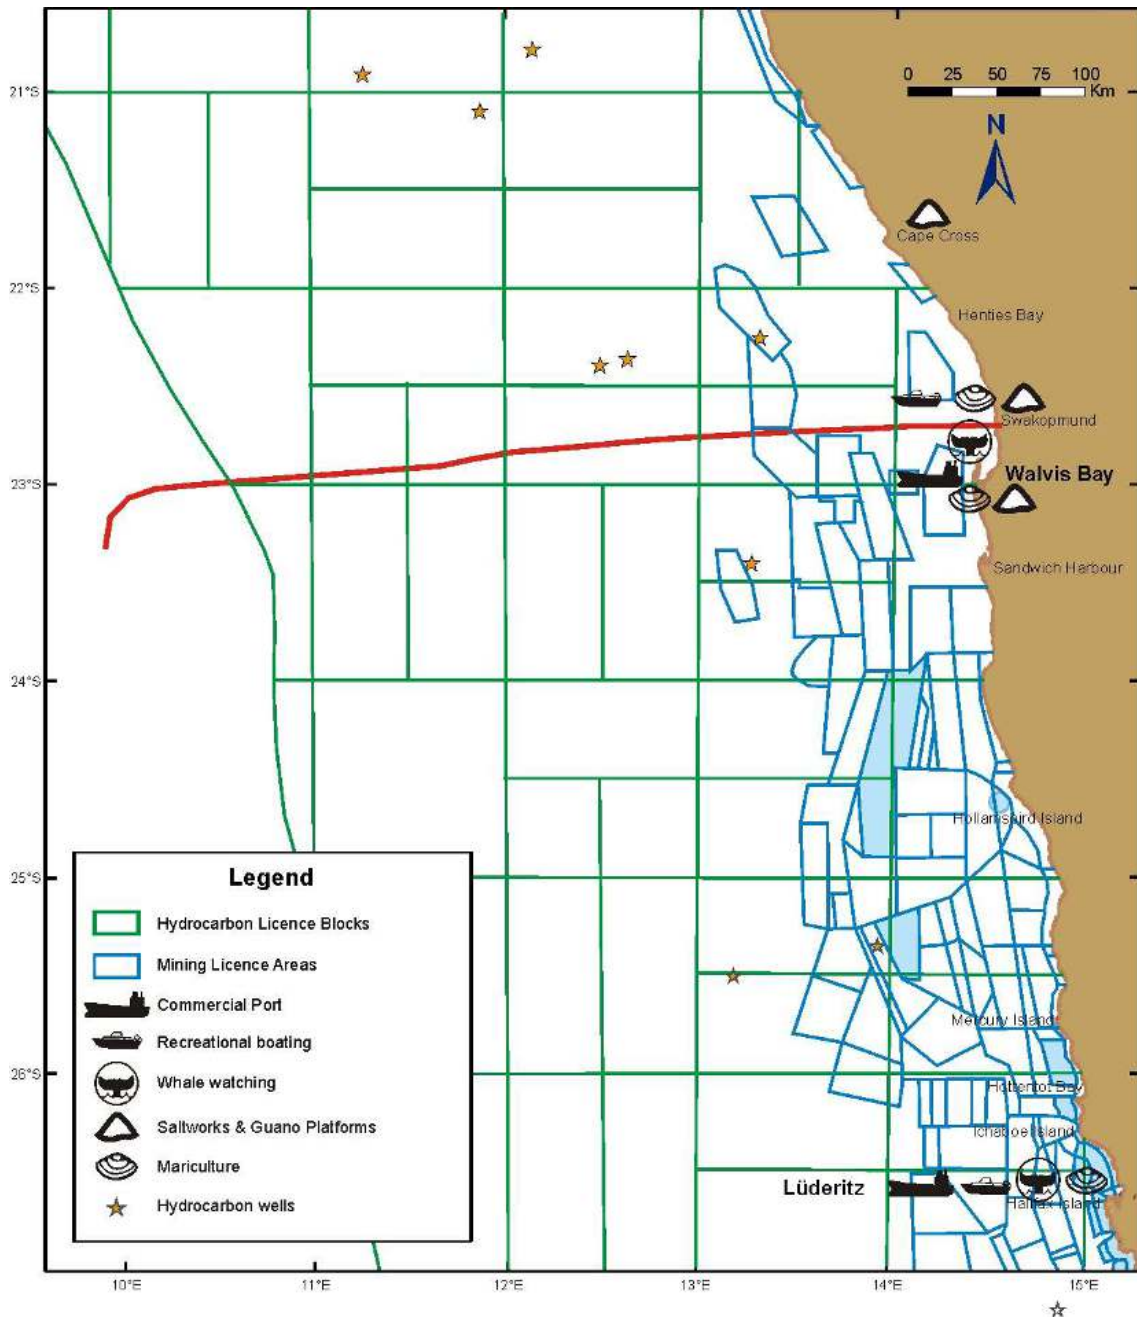 0 25 50 75 100
Km
N
21°S
Cape Cross
22°S
Henties Bay
Swakopmund
Walvis Bay
23°S
Sandwich Harbour
24°S
Hollamsbird Island
25°S
Legend
Hydrocarbon Licence Blocks
Mining Licence Areas
Commercial Port
Recreational boating
Whale watching
Saltworks & Guano Platforms
Mariculture
Hydrocarbon wells
Mercury Island
26°S
Hottentot Bay
Ichaboe Island
Lüderitz
Halifax Island
10°E 11°E 12°E 13°E 14°E 15°E